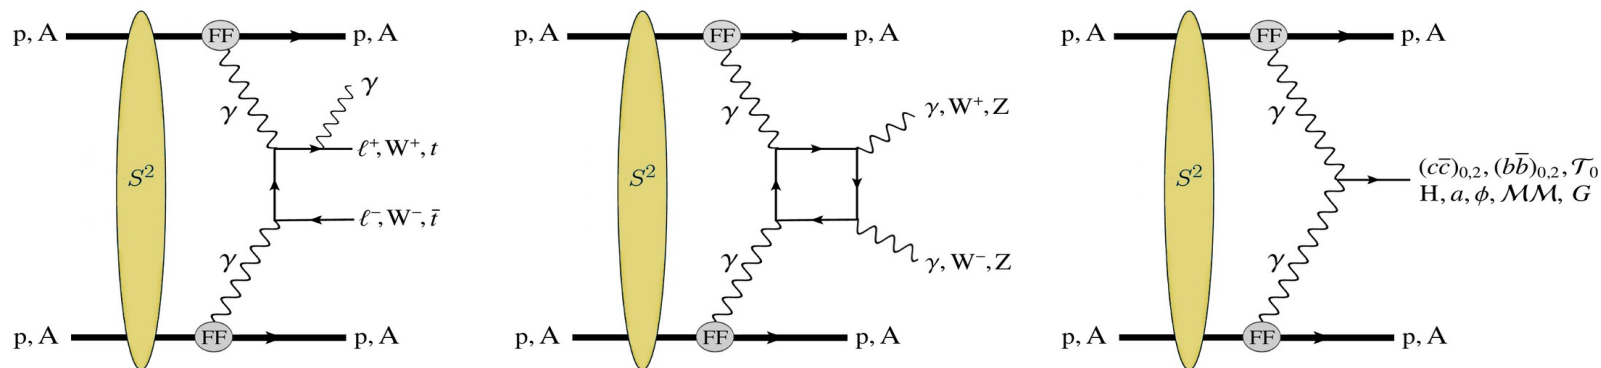 p, A FF p, A
γ
γ
ℓ⁺, W⁺, t
S²
ℓ⁻, W⁻, t̄
γ
p, A FF p, A
p, A FF p, A
γ
γ, W⁺, Z
S²
γ
γ, W⁻, Z
p, A FF p, A
p, A FF p, A
γ
S²
(cc̄)₀,₂, (bb̄)₀,₂, 𝒯₀
H, a, ϕ, ℳℳ, G
γ
p, A FF p, A